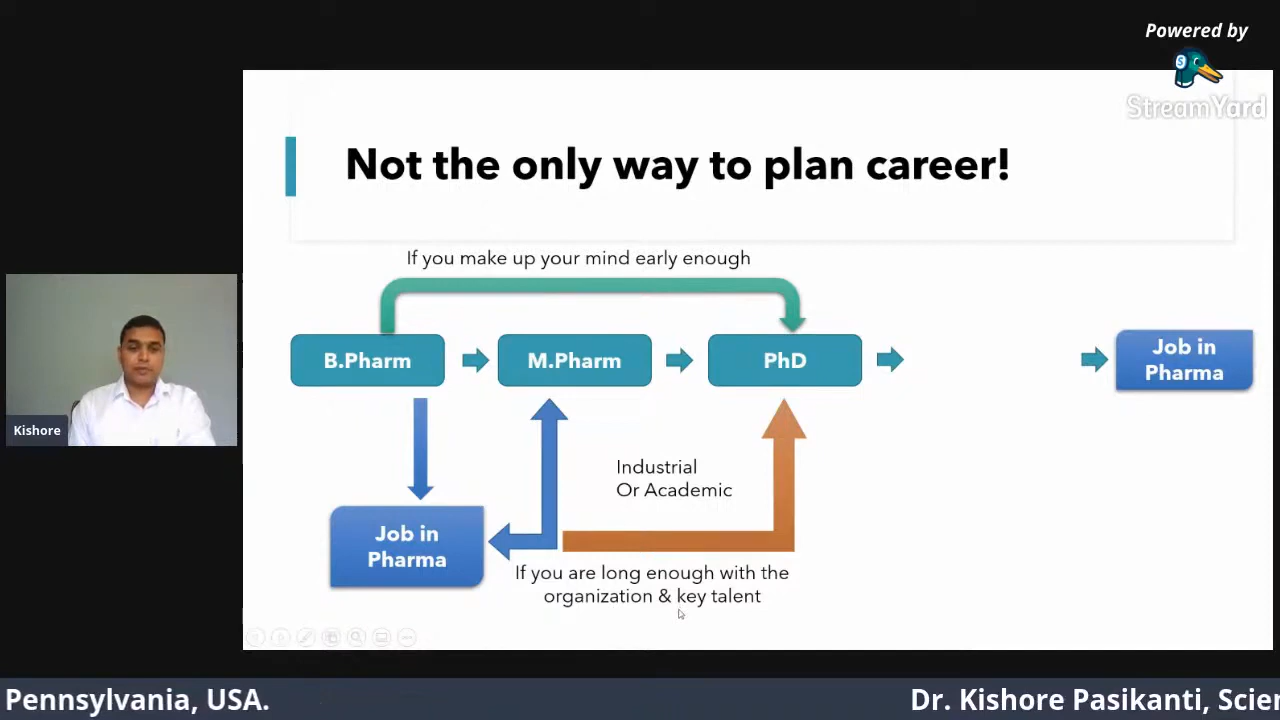 Powered by
StreamYard
Not the only way to plan career!
If you make up your mind early enough
B.Pharm
M.Pharm
PhD
Job in
Pharma
Industrial
Or Academic
Job in
Pharma
If you are long enough with the
organization & key talent
Kishore
Pennsylvania, USA.
Dr. Kishore Pasikanti, Scien